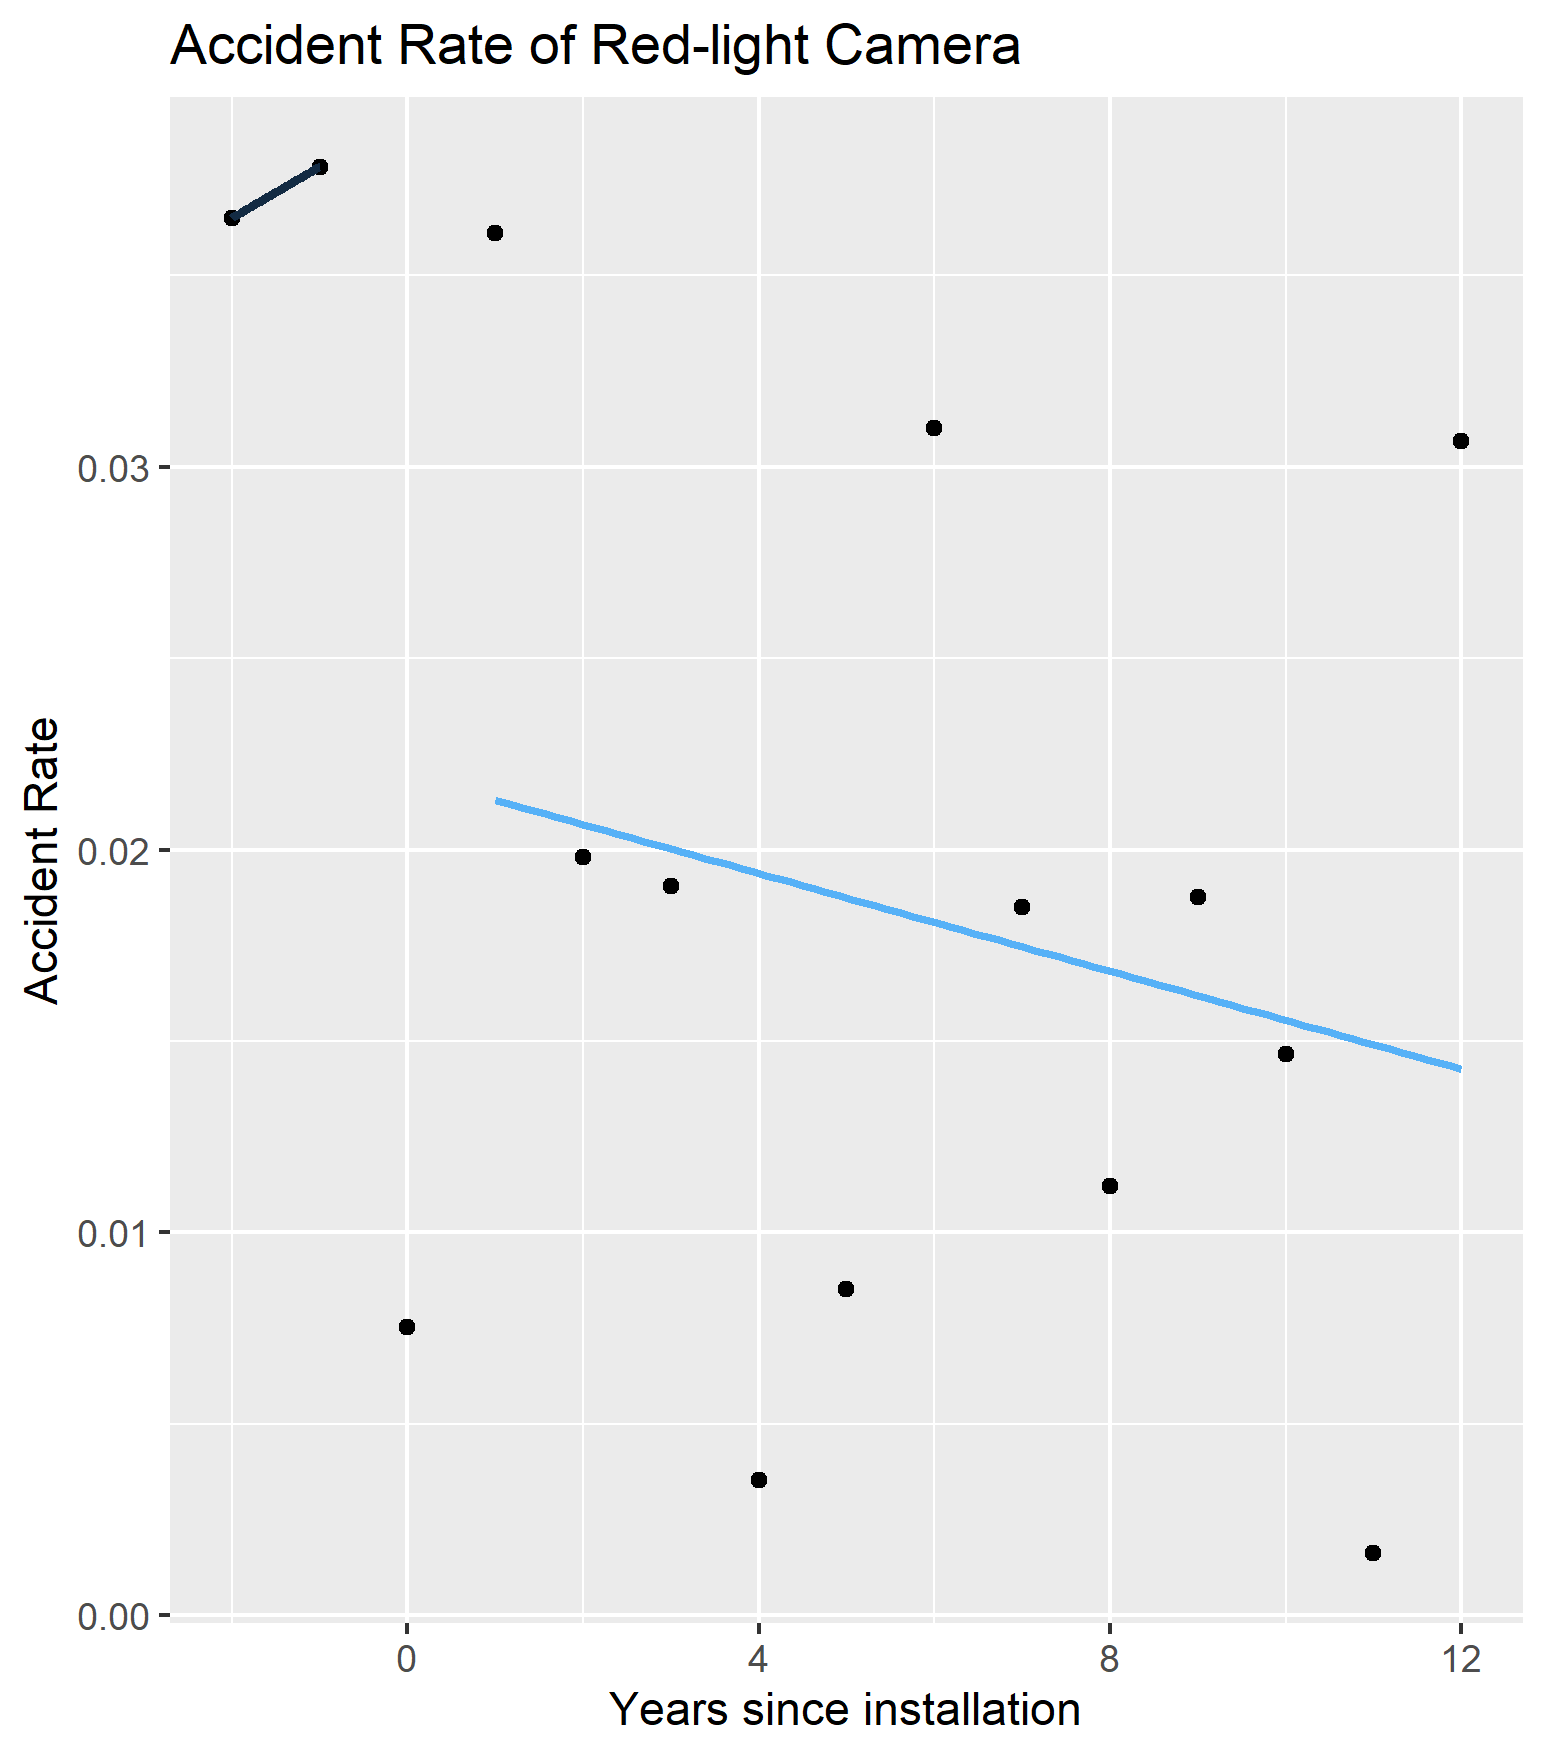 Accident Rate of Red-light Camera
Accident Rate
0.03
0.02
0.01
0.00
0 4 8 12
Years since installation